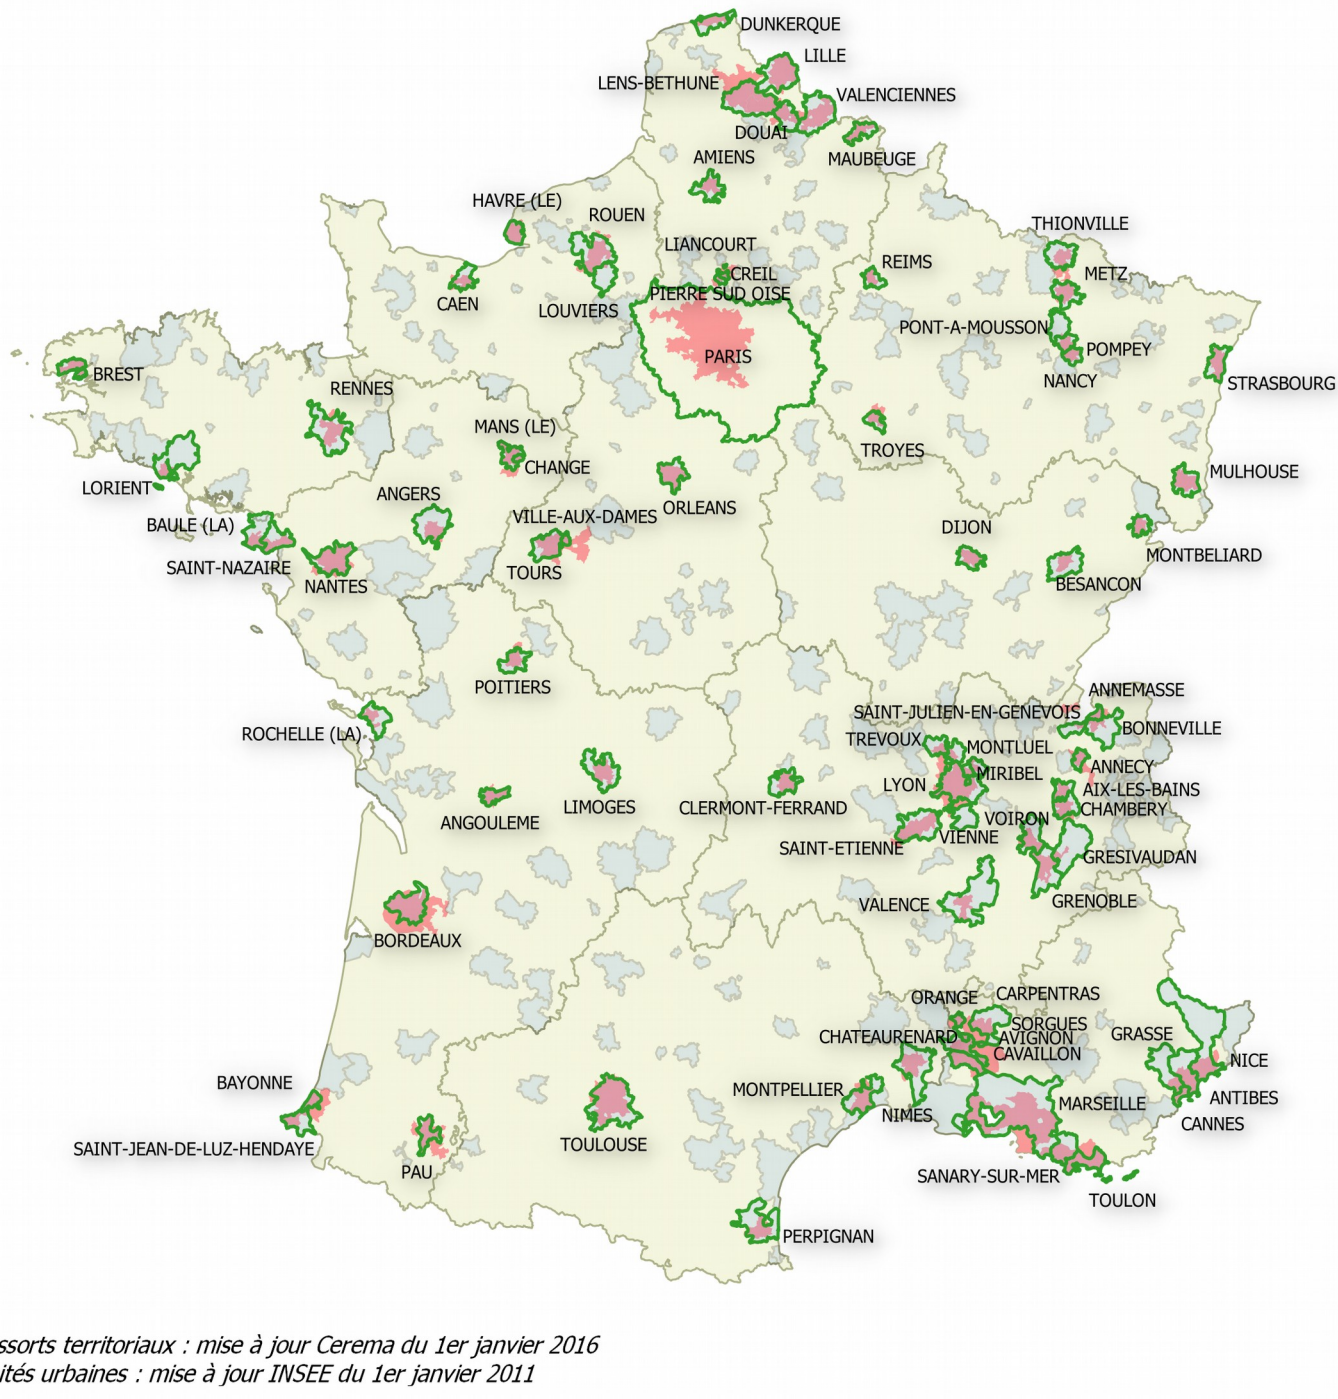 DUNKERQUE
LILLE
LENS-BETHUNE
VALENCIENNES
DOUAI
MAUBEUGE
AMIENS
HAVRE (LE)
ROUEN
THIONVILLE
LIANCOURT
REIMS
CREIL
METZ
PIERRE SUD OISE
CAEN
LOUVIERS
PONT-A-MOUSSON
PARIS
POMPEY
BREST
NANCY
STRASBOURG
RENNES
MANS (LE)
TROYES
CHANGE
MULHOUSE
LORIENT
ANGERS
ORLEANS
BAULE (LA)
VILLE-AUX-DAMES
DIJON
MONTBELIARD
SAINT-NAZAIRE
TOURS
NANTES
BESANCON
POITIERS
ANNEMASSE
SAINT-JULIEN-EN-GENEVOIS
BONNEVILLE
ROCHELLE (LA)
TREVOUX
MONTLUEL
ANNECY
MIRIBEL
LYON
AIX-LES-BAINS
LIMOGES
CLERMONT-FERRAND
CHAMBERY
ANGOULEME
VOIRON
VIENNE
SAINT-ETIENNE
GRESIVAUDAN
GRENOBLE
VALENCE
BORDEAUX
CARPENTRAS
ORANGE
SORGUES
GRASSE
CHATEAURENARD
AVIGNON
CAVAILLON
NICE
BAYONNE
MONTPELLIER
ANTIBES
MARSEILLE
NIMES
CANNES
TOULOUSE
SAINT-JEAN-DE-LUZ-HENDAYE
PAU
SANARY-SUR-MER
TOULON
PERPIGNAN
ssorts territoriaux : mise à jour Cerema du 1er janvier 2016
ités urbaines : mise à jour INSEE du 1er janvier 2011